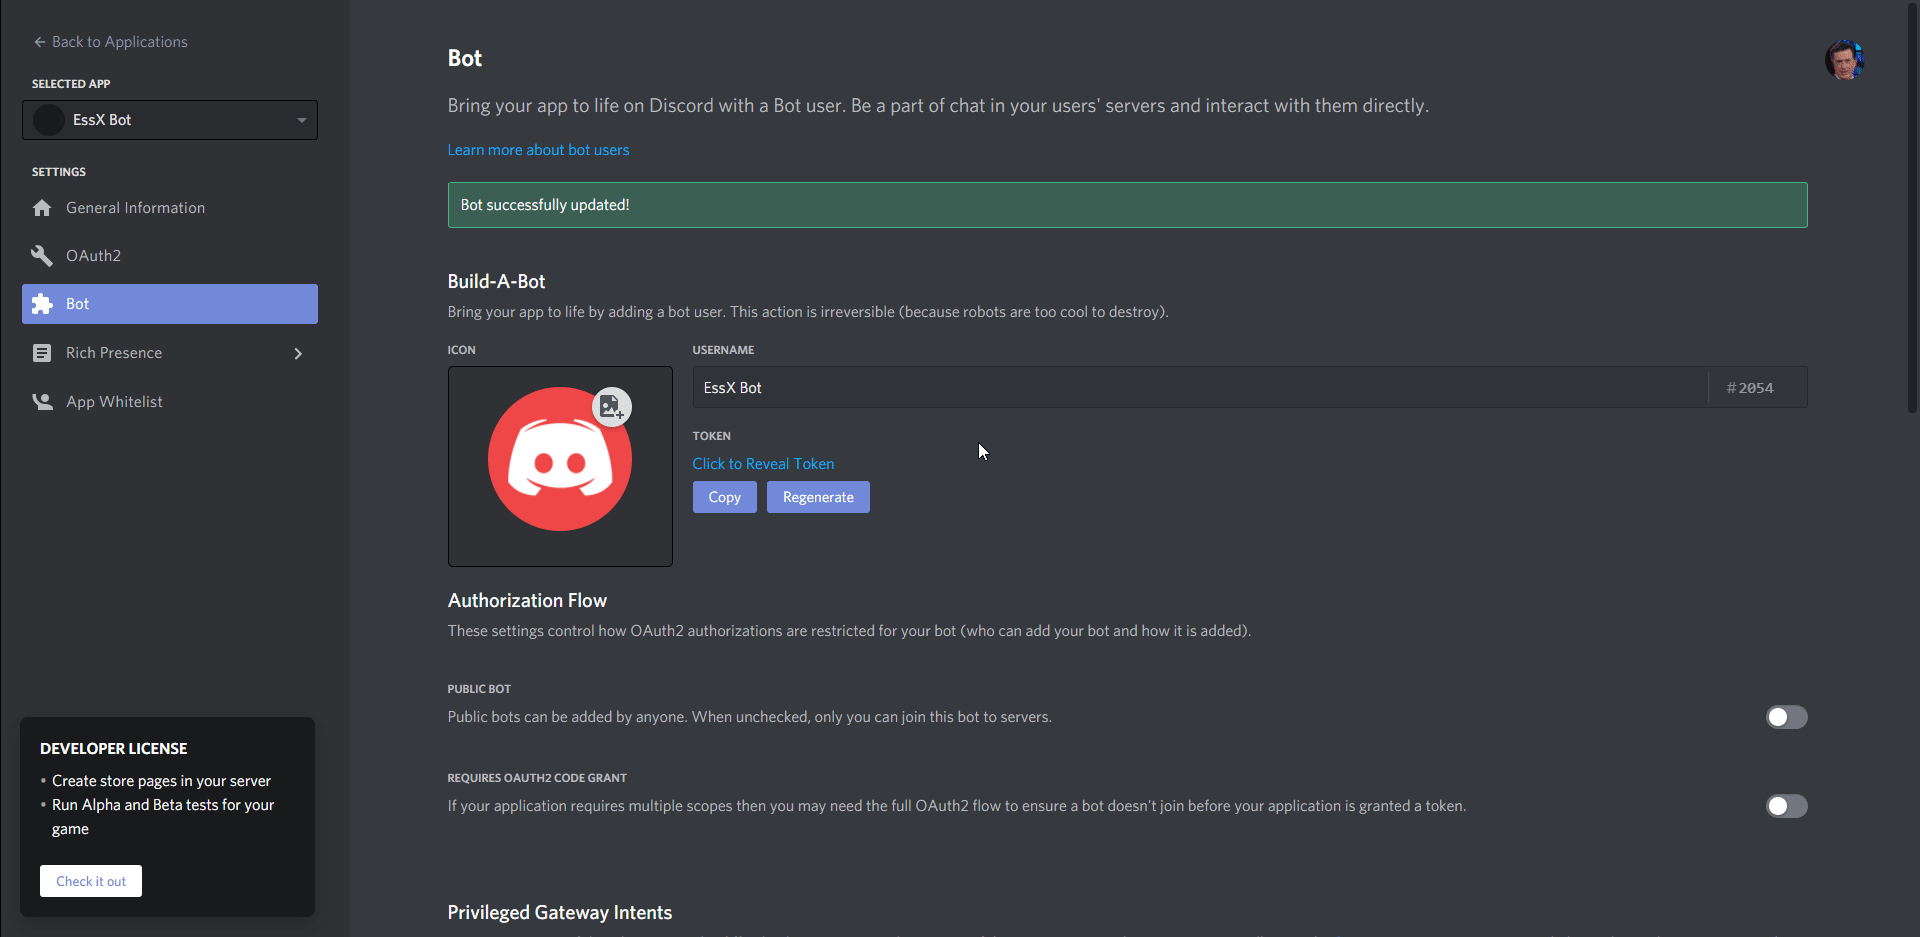 Back to Applications
SELECTED APP
EssX Bot
SETTINGS
General Information
OAuth2
Bot
Rich Presence
App Whitelist
DEVELOPER LICENSE
• Create store pages in your server
• Run Alpha and Beta tests for your
game
Check it out
Bot
Bring your app to life on Discord with a Bot user. Be a part of chat in your users' servers and interact with them directly.
Learn more about bot users
Bot successfully updated!
Build-A-Bot
Bring your app to life by adding a bot user. This action is irreversible (because robots are too cool to destroy).
ICON
USERNAME
EssX Bot #2054
TOKEN
Click to Reveal Token
Copy Regenerate
Authorization Flow
These settings control how OAuth2 authorizations are restricted for your bot (who can add your bot and how it is added).
PUBLIC BOT
Public bots can be added by anyone. When unchecked, only you can join this bot to servers.
REQUIRES OAUTH2 CODE GRANT
If your application requires multiple scopes then you may need the full OAuth2 flow to ensure a bot doesn't join before your application is granted a token.
Privileged Gateway Intents